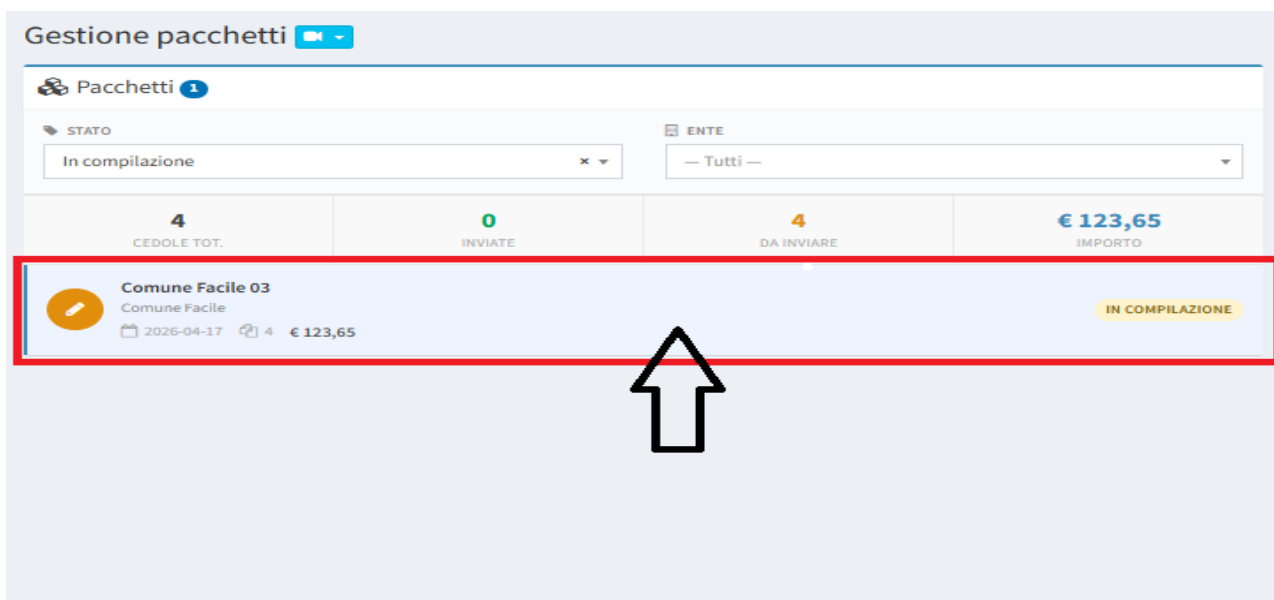 Gestione pacchetti
Pacchetti 1
STATO
ENTE
In compilazione × 
— Tutti —
4
0
4
€ 123,65
CEDOLE TOT.
INVIATE
DA INVIARE
IMPORTO
Comune Facile 03
Comune Facile
IN COMPILAZIONE
2026-04-17 4 € 123,65